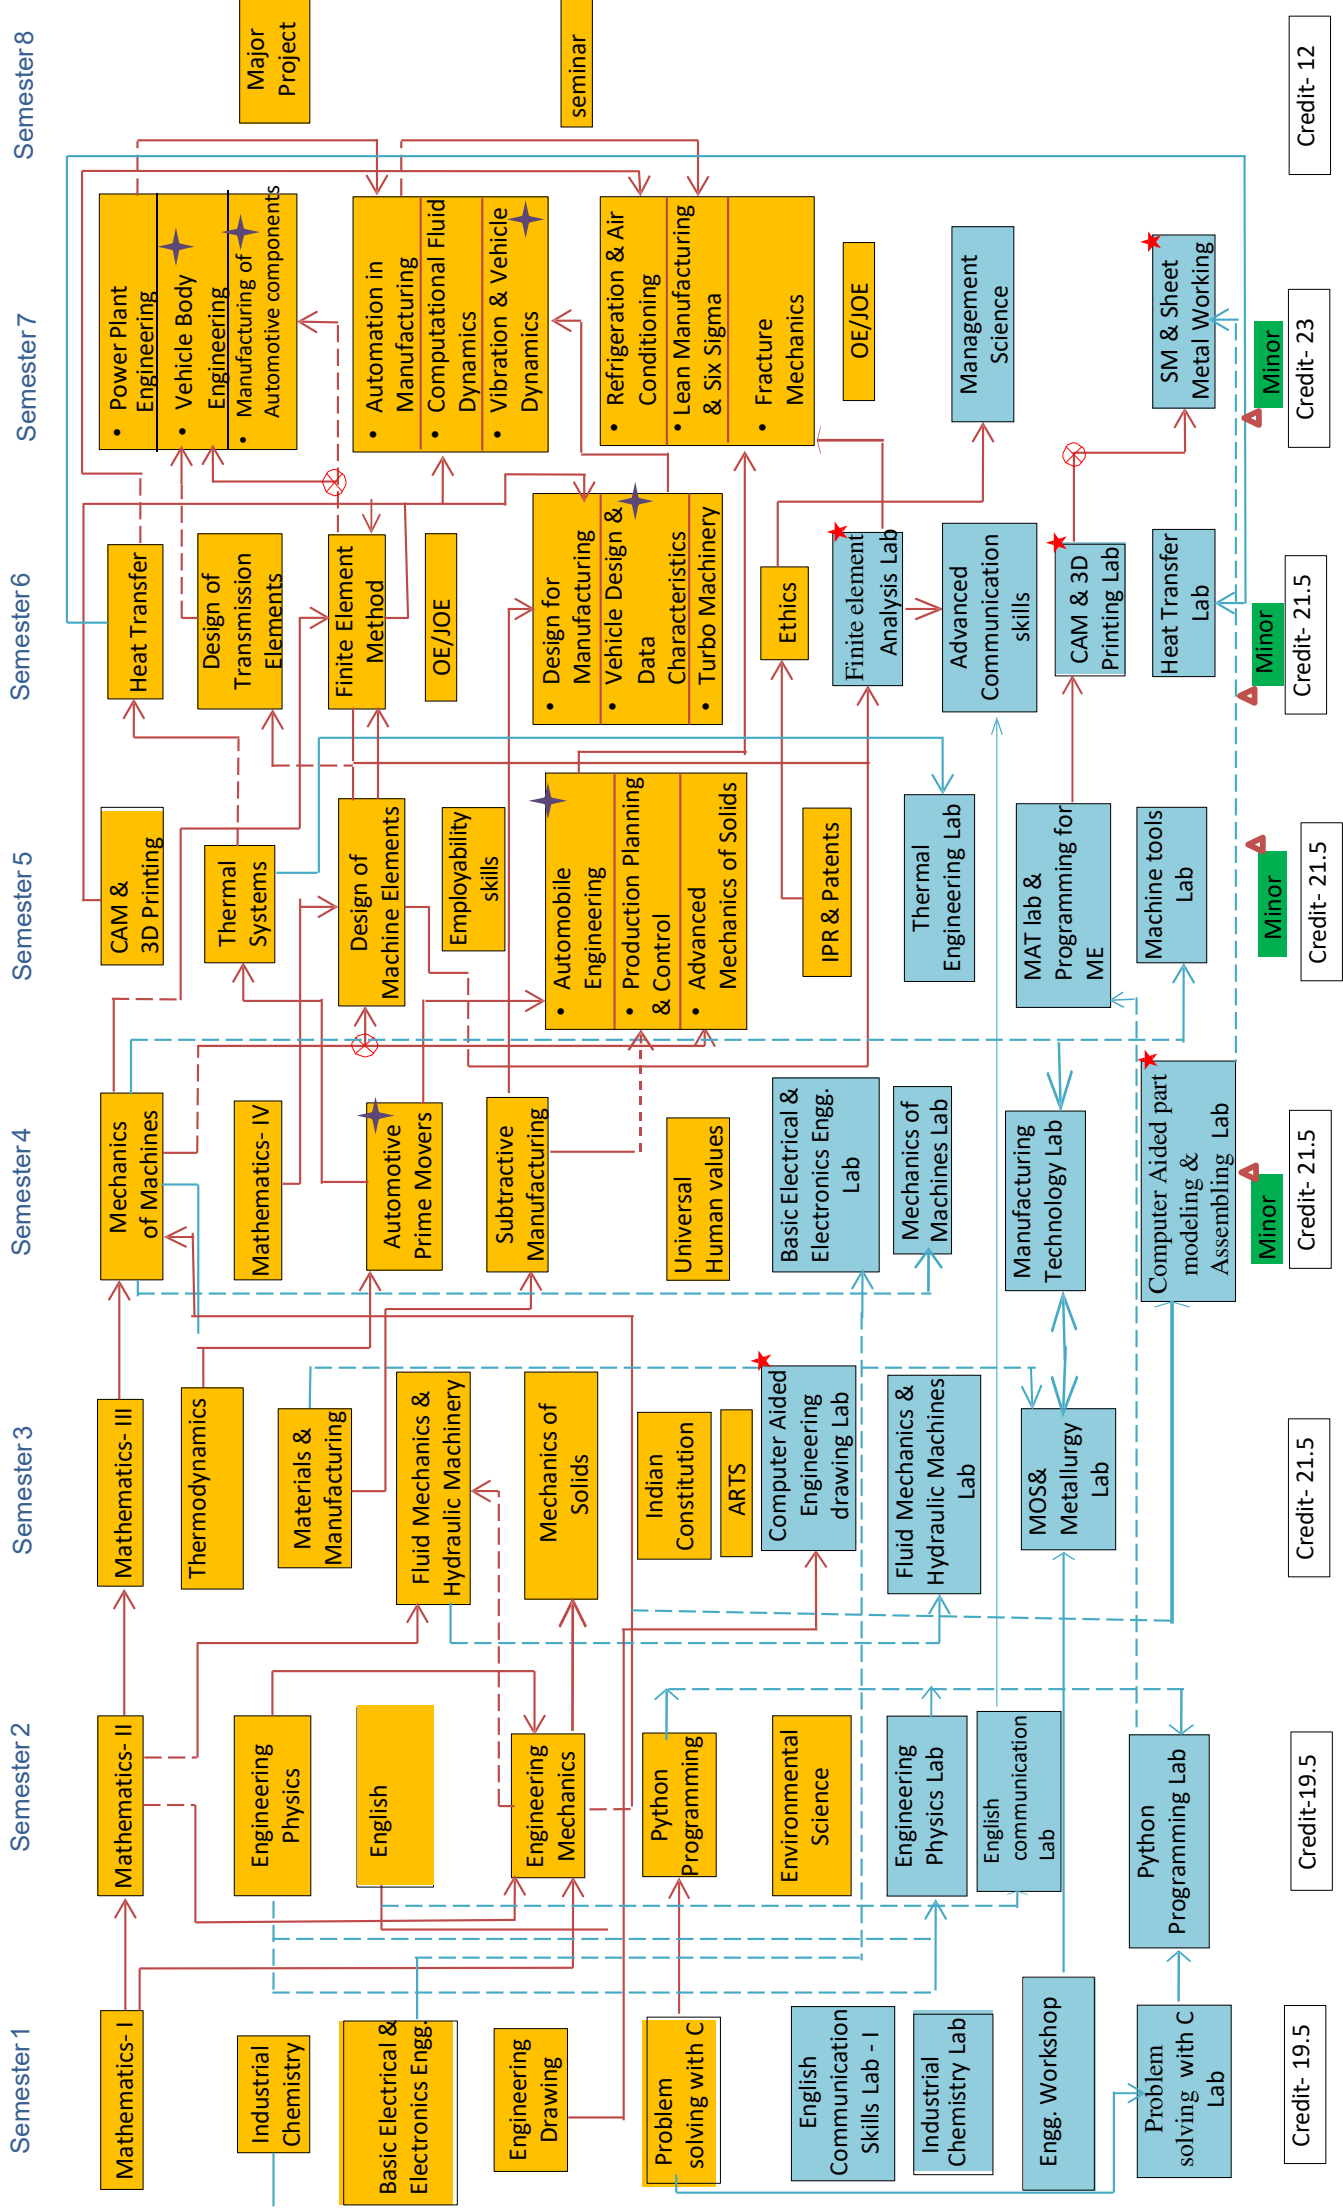 Semester 1
Mathematics- I
Industrial
Chemistry
Basic Electrical &
Electronics Engg.
Engineering
Drawing
Problem
solving with C
English
Communication
Skills Lab - I
Industrial
Chemistry Lab
Engg. Workshop
Problem
solving with C
Lab
Credit- 19.5
Semester 2
Mathematics- II
Engineering
Physics
English
Engineering
Mechanics
Python
Programming
Environmental
Science
Engineering
Physics Lab
English
communication
Lab
Python
Programming Lab
Credit-19.5
Semester 3
Mathematics- III
Thermodynamics
Materials &
Manufacturing
Fluid Mechanics &
Hydraulic Machinery
Mechanics of
Solids
Indian
Constitution
ARTS
Computer Aided
Engineering
drawing Lab
Fluid Mechanics &
Hydraulic Machines
Lab
MOS&
Metallurgy
Lab
Credit- 21.5
Semester 4
Mechanics
of Machines
Mathematics- IV
Automotive
Prime Movers
Subtractive
Manufacturing
Universal
Human values
Basic Electrical &
Electronics Engg.
Lab
Mechanics of
Machines Lab
Manufacturing
Technology Lab
Computer Aided part
modeling &
Assembling Lab
Minor
Credit- 21.5
Semester 5
CAM &
3D Printing
Thermal
Systems
Design of
Machine Elements
Employability
skills
• Automobile
Engineering
• Production Planning
& Control
• Advanced
Mechanics of Solids
IPR & Patents
Thermal
Engineering Lab
MAT lab &
Programming for
ME
Machine tools
Lab
Minor
Credit- 21.5
Semester 6
Heat Transfer
Design of
Transmission
Elements
Finite Element
Method
OE/JOE
• Design for
Manufacturing
• Vehicle Design &
Data
Characteristics
• Turbo Machinery
Ethics
Finite element
Analysis Lab
Advanced
Communication
skills
CAM & 3D
Printing Lab
Heat Transfer
Lab
Minor
Credit- 21.5
Semester 7
• Power Plant
Engineering
• Vehicle Body
Engineering
• Manufacturing of
Automotive components
• Automation in
Manufacturing
• Computational Fluid
Dynamics
• Vibration & Vehicle
Dynamics
• Refrigeration & Air
Conditioning
• Lean Manufacturing
& Six Sigma
• Fracture
Mechanics
OE/JOE
Management
Science
SM & Sheet
Metal Working
Minor
Credit- 23
Semester 8
Major
Project
seminar
Credit- 12